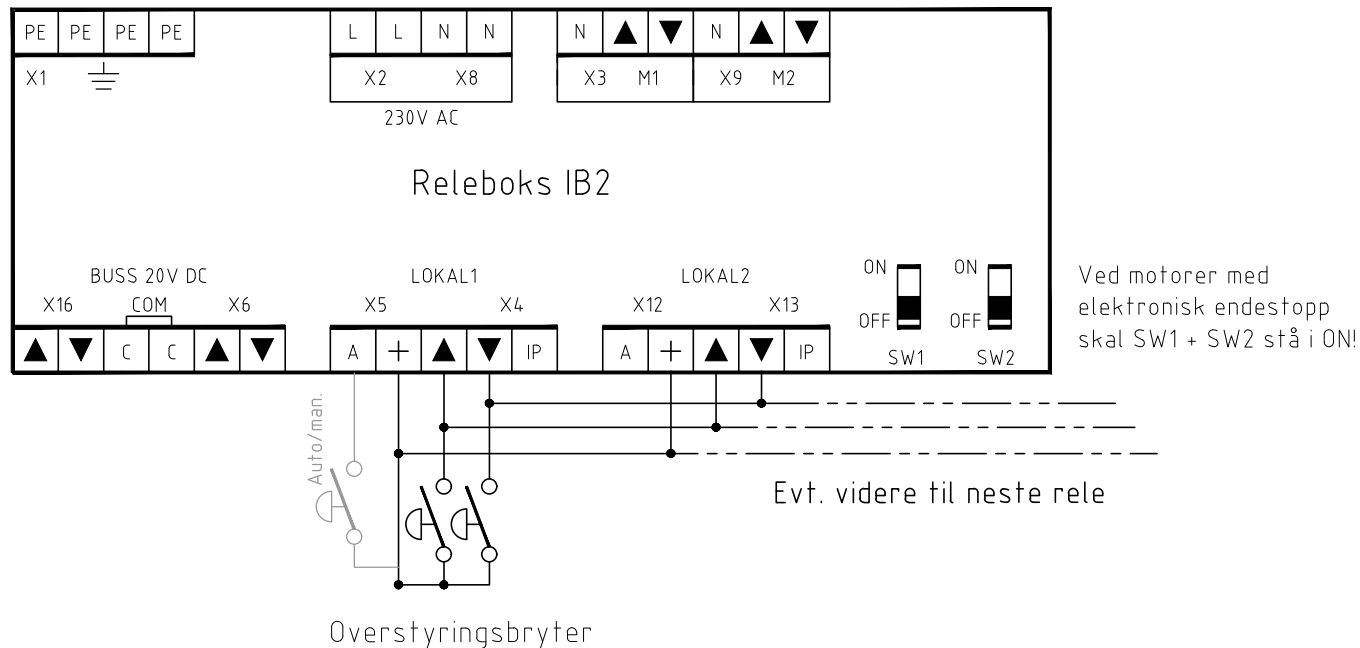 PE PE PE PE L L N N N ▲ ▼ N ▲ ▼
X1 X2 X8 X3 M1 X9 M2
230V AC
Releboks IB2
BUSS 20V DC LOKAL1 LOKAL2 ON ON
X16 COM X6 X5 X4 X12 X13
OFF OFF
▲ ▼ C C ▲ ▼ A + ▲ ▼ IP A + ▲ ▼ IP
SW1 SW2
Ved motorer med
elektronisk endestopp
skal SW1 + SW2 stå i ON!
Auto/man.
Evt. videre til neste rele
Overstyringsbryter